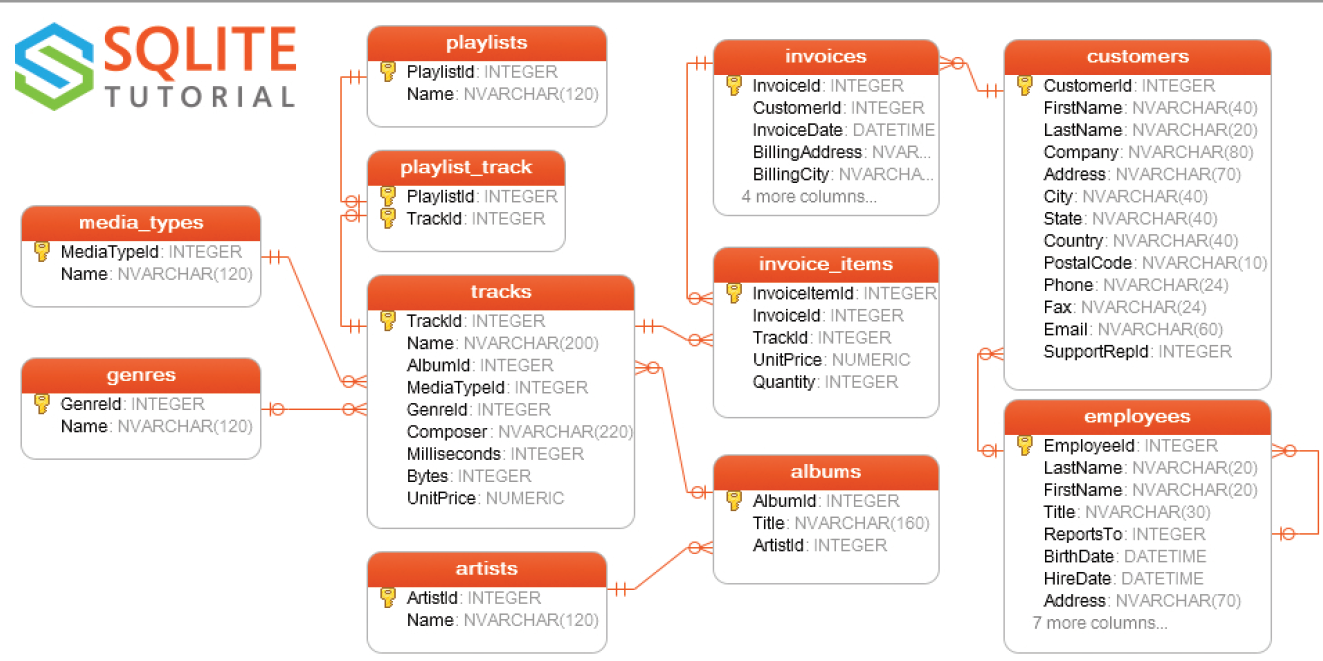 SQLITE
TUTORIAL
playlists
PlaylistId: INTEGER
Name: NVARCHAR(120)
playlist_track
PlaylistId: INTEGER
TrackId: INTEGER
media_types
MediaTypeId: INTEGER
Name: NVARCHAR(120)
genres
GenreId: INTEGER
Name: NVARCHAR(120)
tracks
TrackId: INTEGER
Name: NVARCHAR(200)
AlbumId: INTEGER
MediaTypeId: INTEGER
GenreId: INTEGER
Composer: NVARCHAR(220)
Milliseconds: INTEGER
Bytes: INTEGER
UnitPrice: NUMERIC
artists
ArtistId: INTEGER
Name: NVARCHAR(120)
invoices
InvoiceId: INTEGER
CustomerId: INTEGER
InvoiceDate: DATETIME
BillingAddress: NVAR...
BillingCity: NVARCHA...
4 more columns...
invoice_items
InvoiceItemId: INTEGER
InvoiceId: INTEGER
TrackId: INTEGER
UnitPrice: NUMERIC
Quantity: INTEGER
albums
AlbumId: INTEGER
Title: NVARCHAR(160)
ArtistId: INTEGER
customers
CustomerId: INTEGER
FirstName: NVARCHAR(40)
LastName: NVARCHAR(20)
Company: NVARCHAR(80)
Address: NVARCHAR(70)
City: NVARCHAR(40)
State: NVARCHAR(40)
Country: NVARCHAR(40)
PostalCode: NVARCHAR(10)
Phone: NVARCHAR(24)
Fax: NVARCHAR(24)
Email: NVARCHAR(60)
SupportRepId: INTEGER
employees
EmployeeId: INTEGER
LastName: NVARCHAR(20)
FirstName: NVARCHAR(20)
Title: NVARCHAR(30)
ReportsTo: INTEGER
BirthDate: DATETIME
HireDate: DATETIME
Address: NVARCHAR(70)
7 more columns...